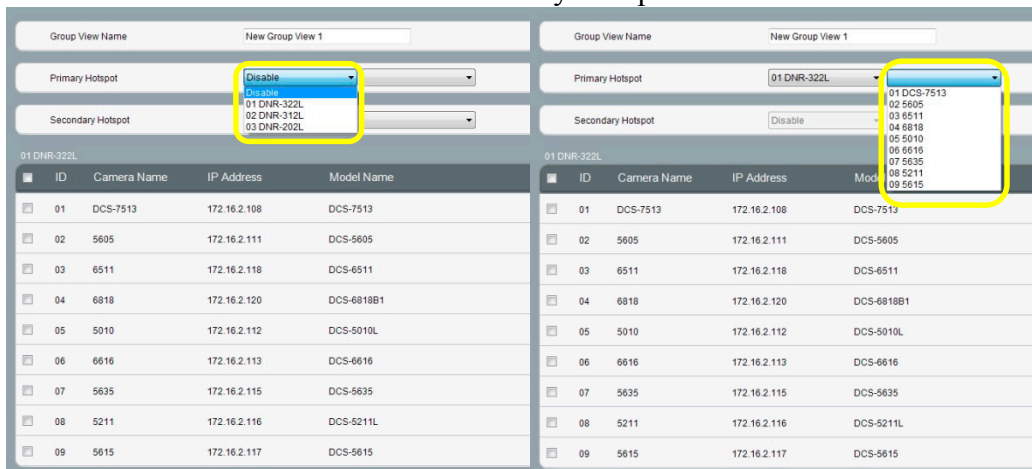 Group View Name New Group View 1
Primary Hotspot Disable
Disable
01 DNR-322L
02 DNR-312L
03 DNR-202L
Secondary Hotspot
01 DNR-322L
ID Camera Name IP Address Model Name
01 DCS-7513 172.16.2.108 DCS-7513
02 5605 172.16.2.111 DCS-5605
03 6511 172.16.2.118 DCS-6511
04 6818 172.16.2.120 DCS-6818B1
05 5010 172.16.2.112 DCS-5010L
06 6616 172.16.2.113 DCS-6616
07 5635 172.16.2.115 DCS-5635
08 5211 172.16.2.116 DCS-5211L
09 5615 172.16.2.117 DCS-5615
Group View Name New Group View 1
Primary Hotspot 01 DNR-322L
01 DCS-7513
02 5605
03 6511
04 6818
05 5010
06 6616
07 5635
08 5211
09 5615
Secondary Hotspot Disable
01 DNR-322L
ID Camera Name IP Address Mod
01 DCS-7513 172.16.2.108 DCS-7513
02 5605 172.16.2.111 DCS-5605
03 6511 172.16.2.118 DCS-6511
04 6818 172.16.2.120 DCS-6818B1
05 5010 172.16.2.112 DCS-5010L
06 6616 172.16.2.113 DCS-6616
07 5635 172.16.2.115 DCS-5635
08 5211 172.16.2.116 DCS-5211L
09 5615 172.16.2.117 DCS-5615